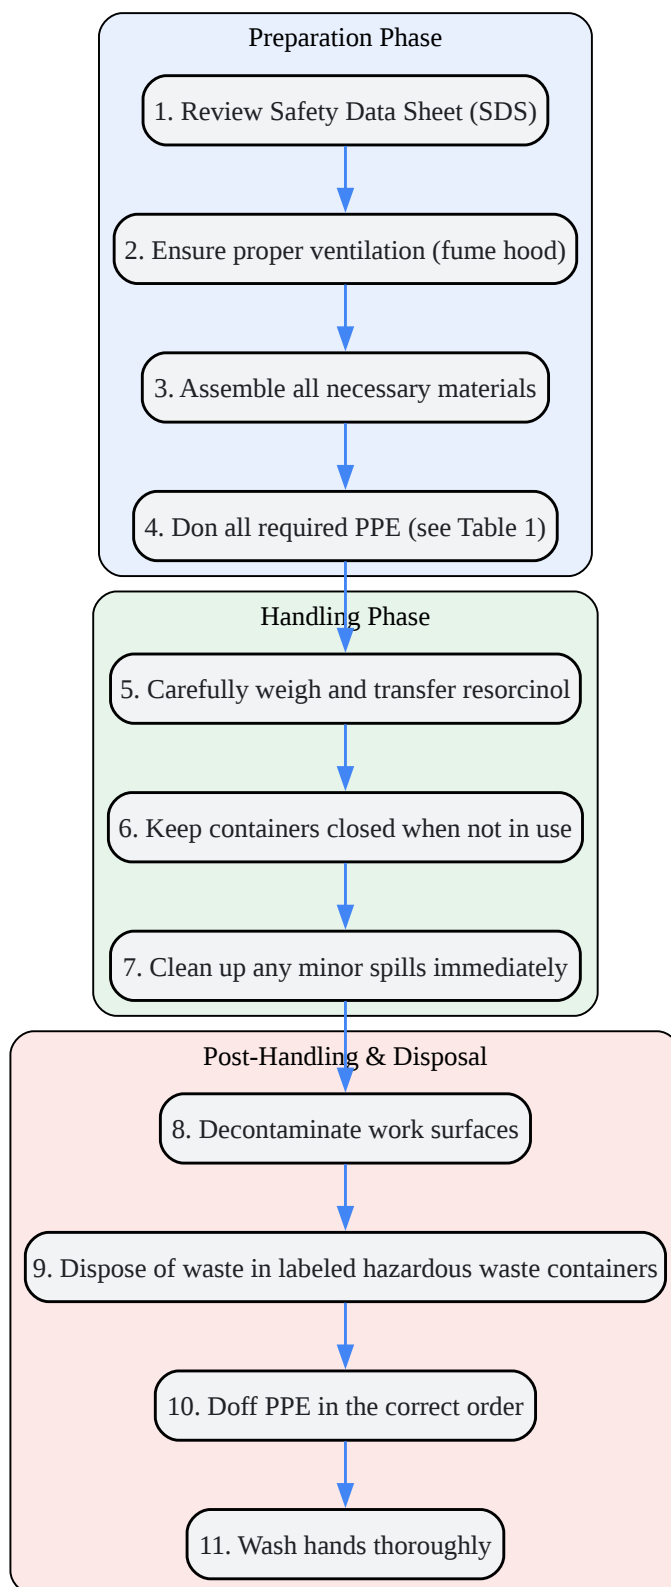 Preparation Phase
1. Review Safety Data Sheet (SDS)
2. Ensure proper ventilation (fume hood)
3. Assemble all necessary materials
4. Don all required PPE (see Table 1)
Handling Phase
5. Carefully weigh and transfer resorcinol
6. Keep containers closed when not in use
7. Clean up any minor spills immediately
Post-Handling & Disposal
8. Decontaminate work surfaces
9. Dispose of waste in labeled hazardous waste containers
10. Doff PPE in the correct order
11. Wash hands thoroughly